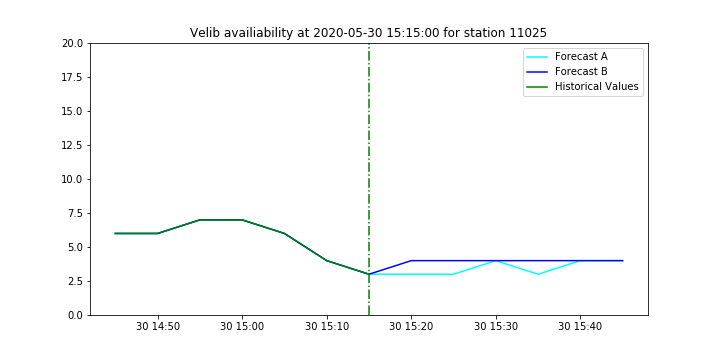 Velib availiability at 2020-05-30 15:15:00 for station 11025
20.0
17.5
15.0
12.5
10.0
7.5
5.0
2.5
0.0
Forecast A
Forecast B
Historical Values
30 14:50 30 15:00 30 15:10 30 15:20 30 15:30 30 15:40